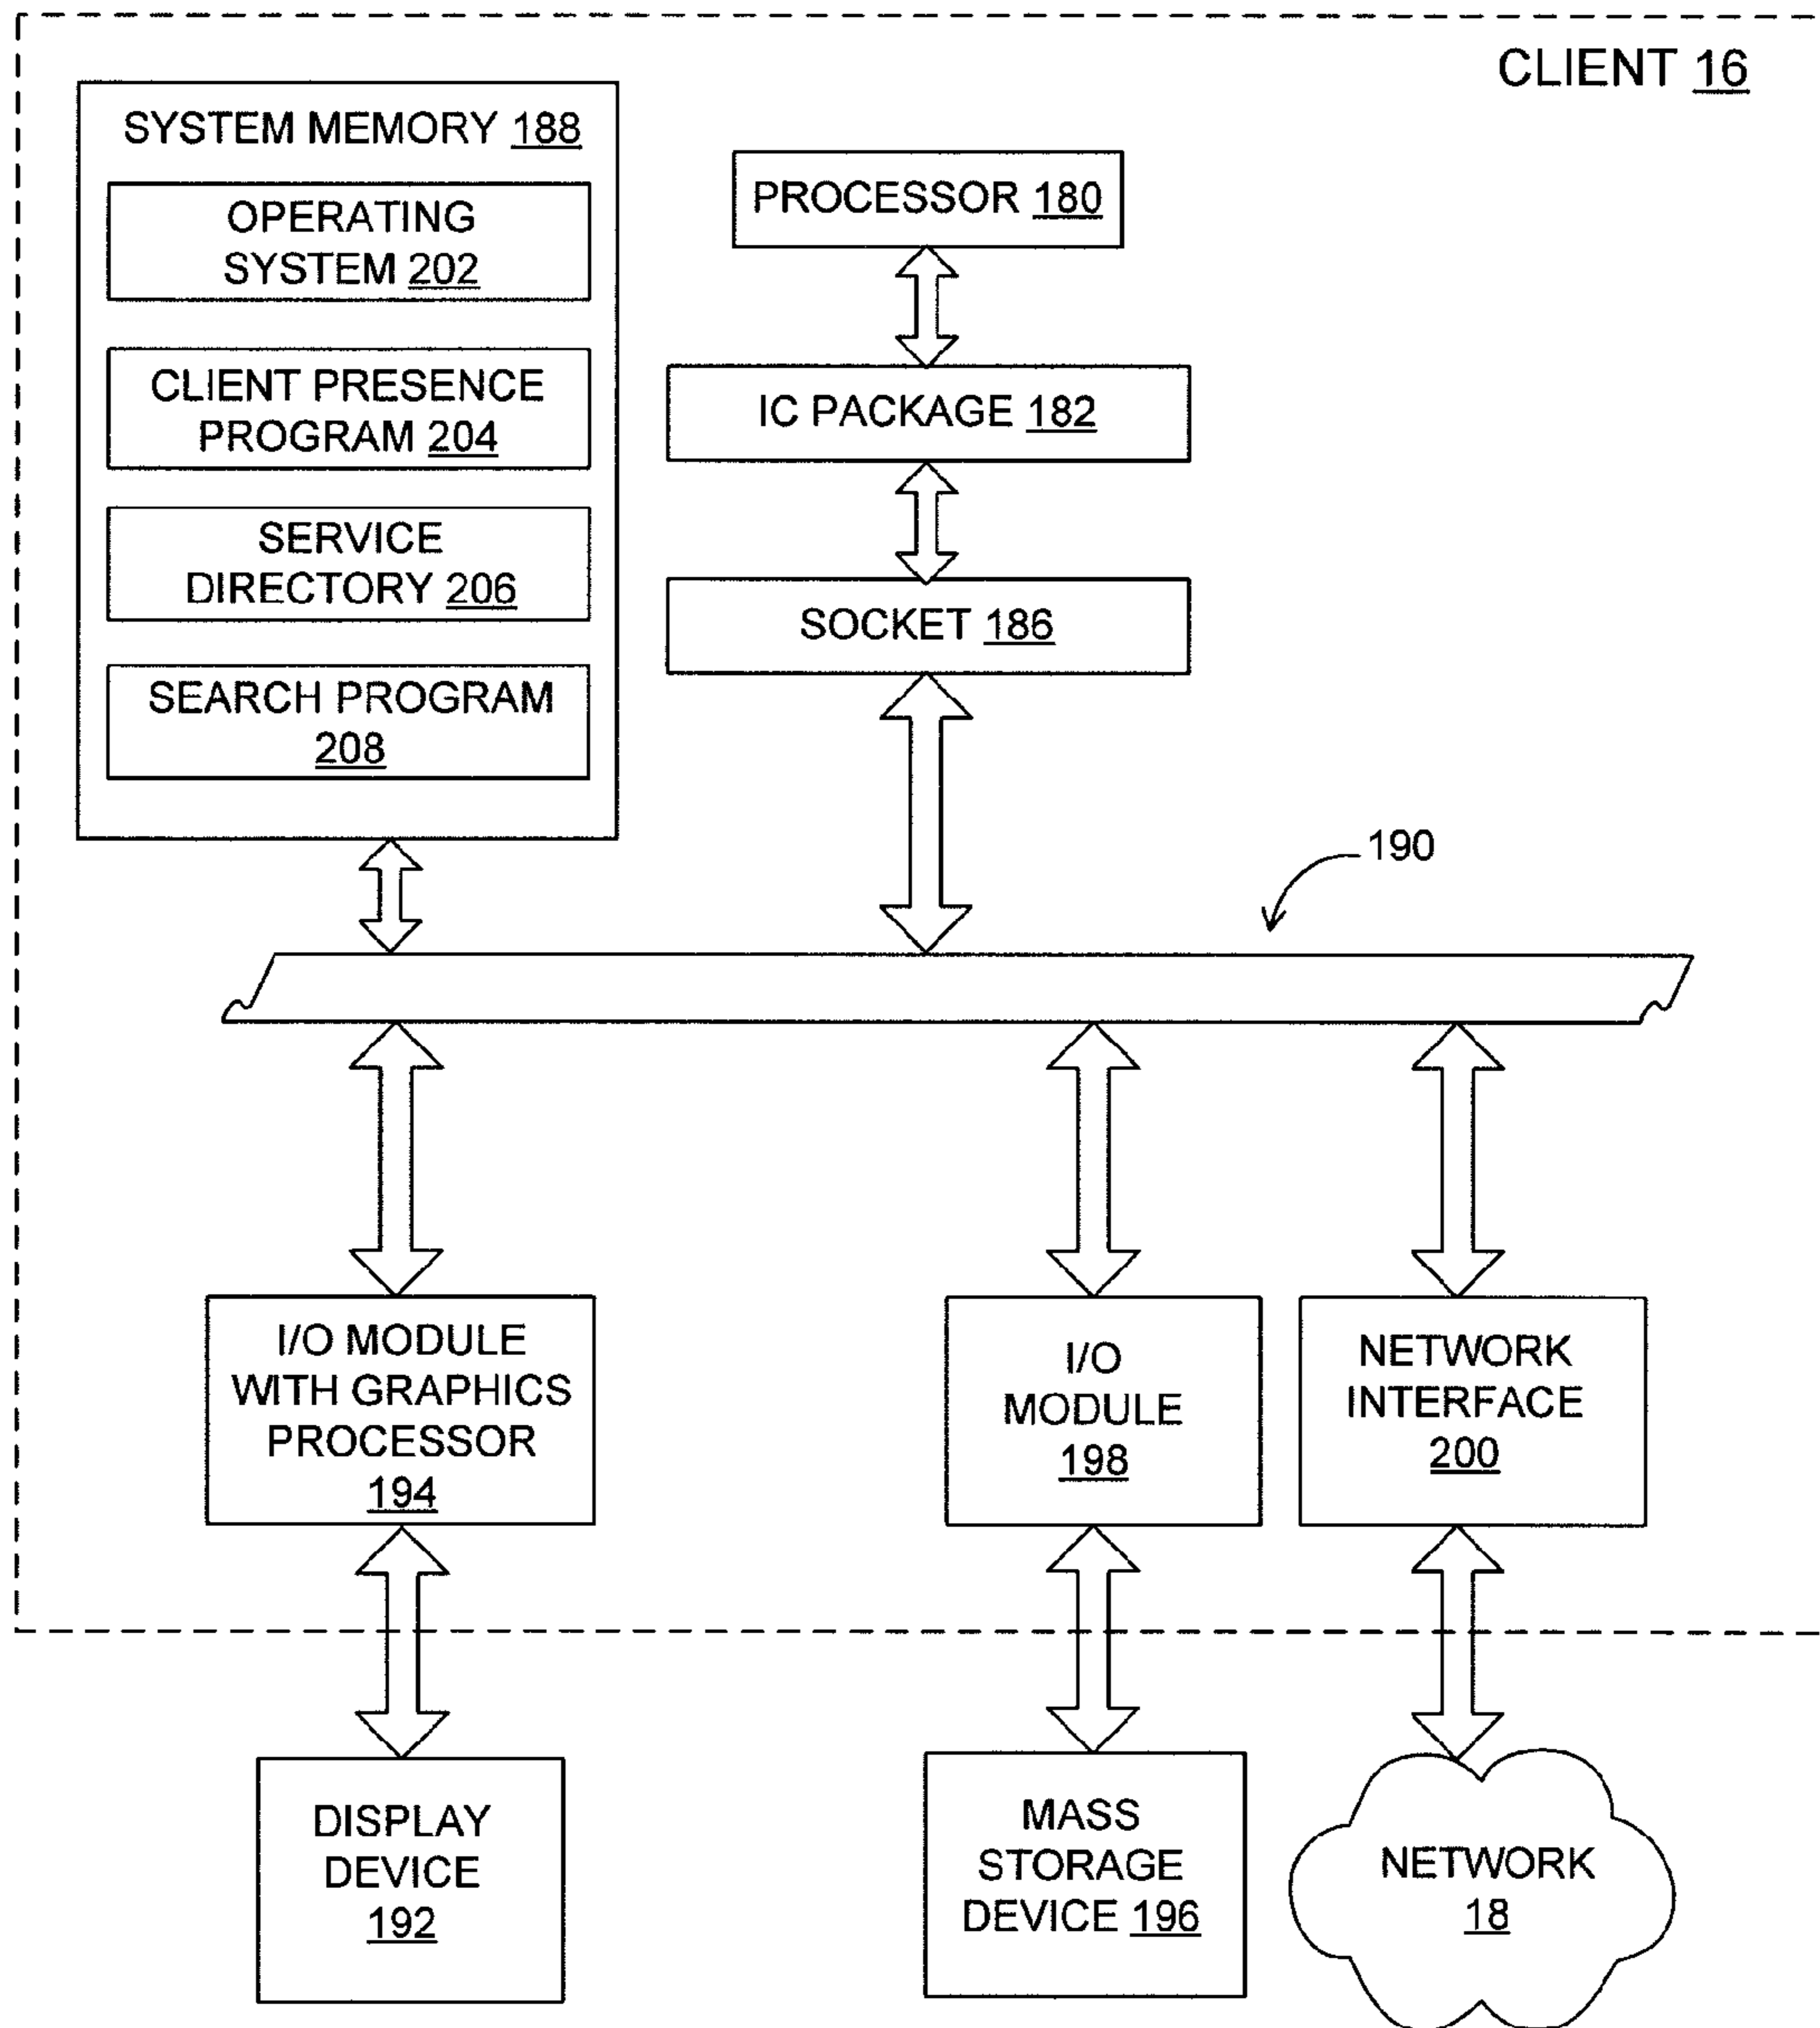 CLIENT 16
SYSTEM MEMORY 188
OPERATING
SYSTEM 202
CLIENT PRESENCE
PROGRAM 204
SERVICE
DIRECTORY 206
SEARCH PROGRAM
208
PROCESSOR 180
IC PACKAGE 182
SOCKET 186
190
I/O MODULE
WITH GRAPHICS
PROCESSOR
194
I/O
MODULE
198
NETWORK
INTERFACE
200
DISPLAY
DEVICE
192
MASS
STORAGE
DEVICE 196
NETWORK
18